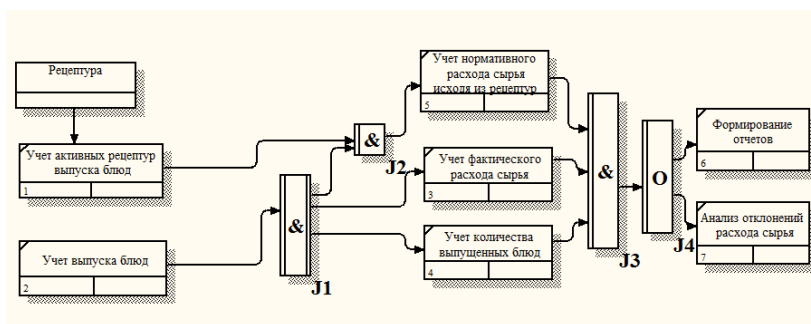 Рецептура
Учет активных рецептур
выпуска блюд
1
Учет выпуска блюд
2
&
J1
&
J2
Учет нормативного
расхода сырья
исходя из рецептур
5
Учет фактического
расхода сырья
3
Учет количества
выпущенных блюд
4
&
J3
O
J4
Формирование
отчетов
6
Анализ отклонений
расхода сырья
7